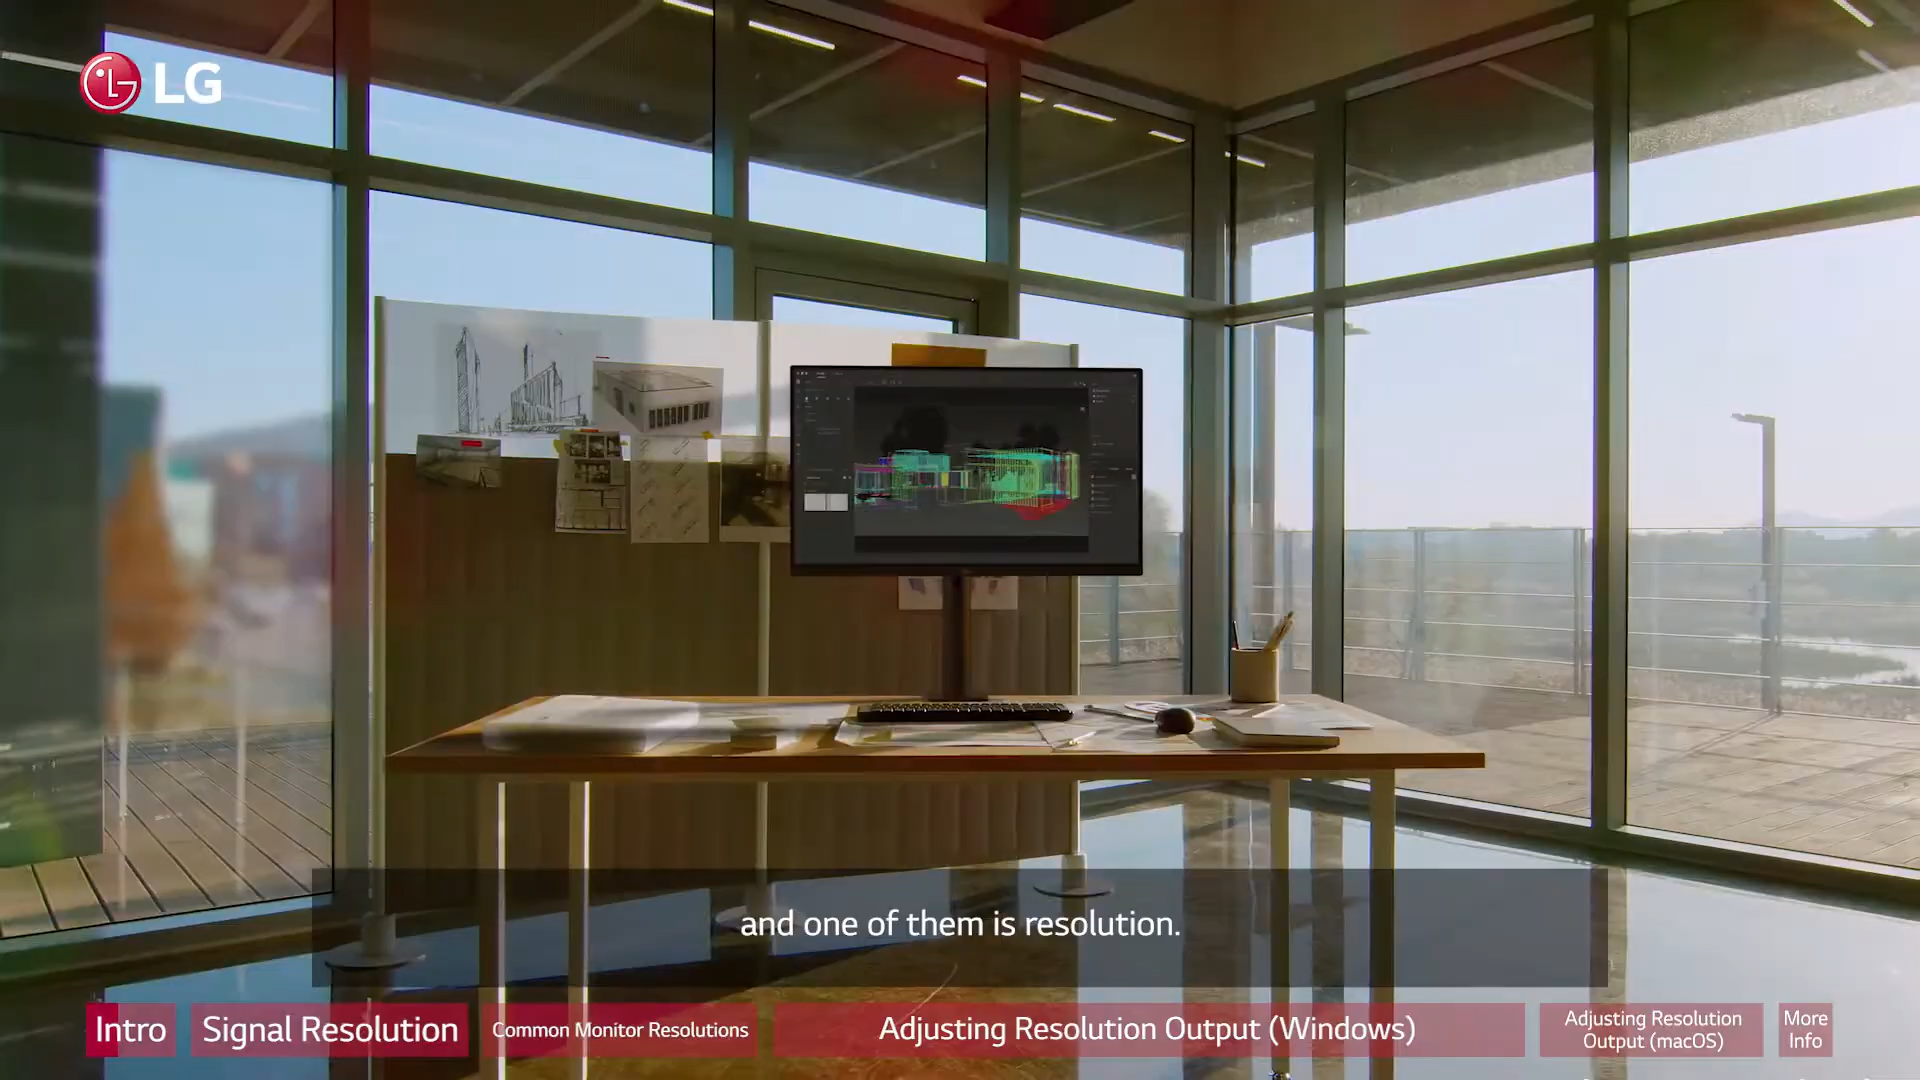 LG
and one of them is resolution.
Intro
Signal Resolution
Common Monitor Resolutions
Adjusting Resolution Output (Windows)
Adjusting Resolution
Output (macOS)
More
Info